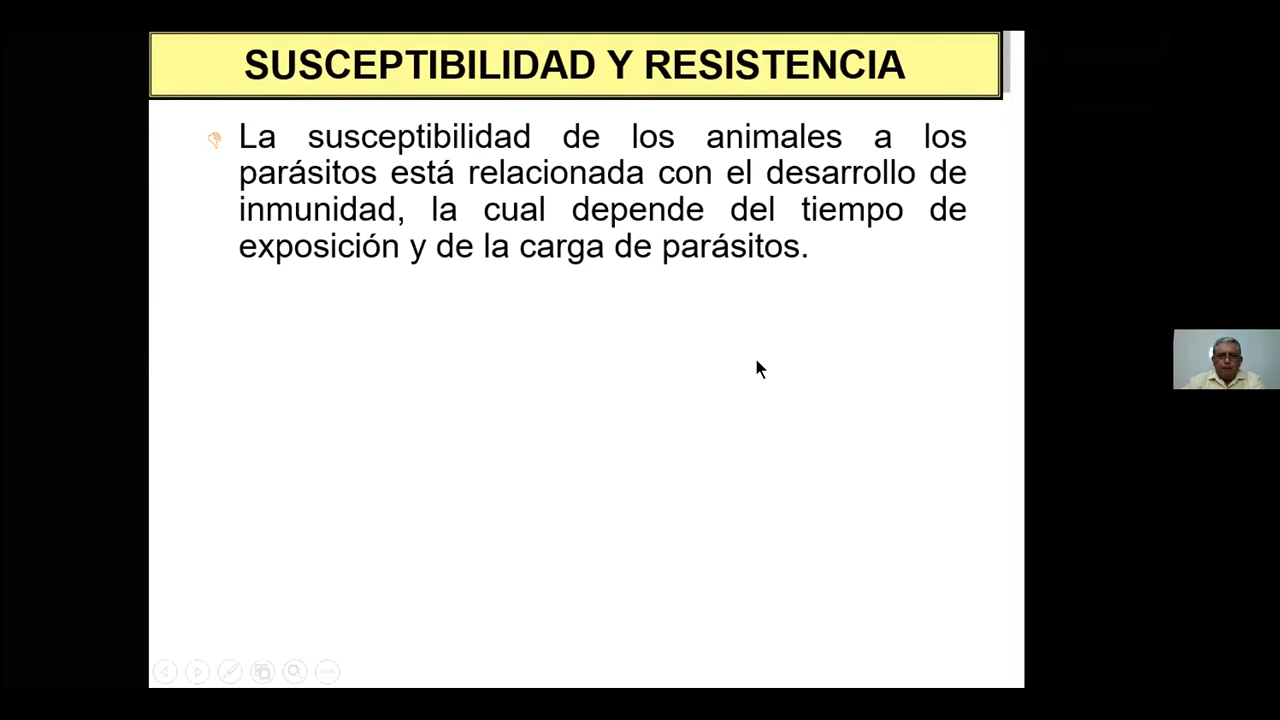 SUSCEPTIBILIDAD Y RESISTENCIA
La susceptibilidad de los animales a los
parásitos está relacionada con el desarrollo de
inmunidad, la cual depende del tiempo de
exposición y de la carga de parásitos.